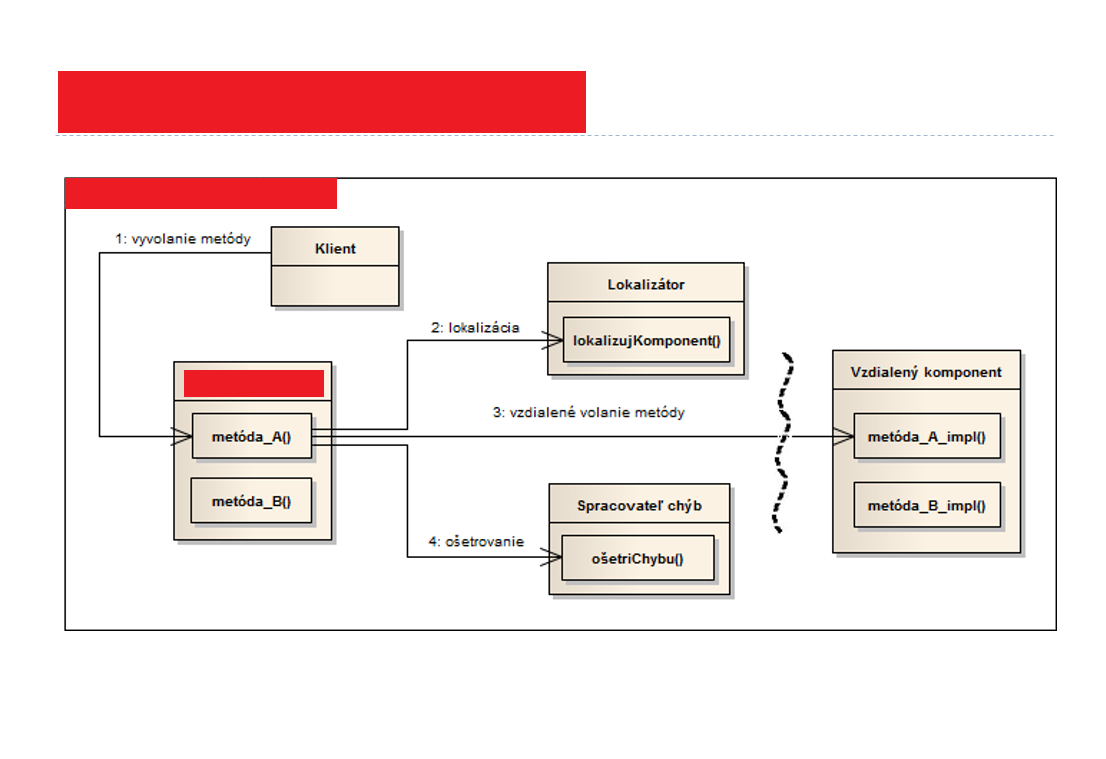 1: vyvolanie metódy
Klient
Lokalizátor
lokalizujKomponent()
2: lokalizácia
Vzdialený komponent
3: vzdialené volanie metódy
metóda_A()
metóda_A_impl()
metóda_B()
metóda_B_impl()
Spracovateľ chýb
4: ošetrovanie
ošetriChybu()